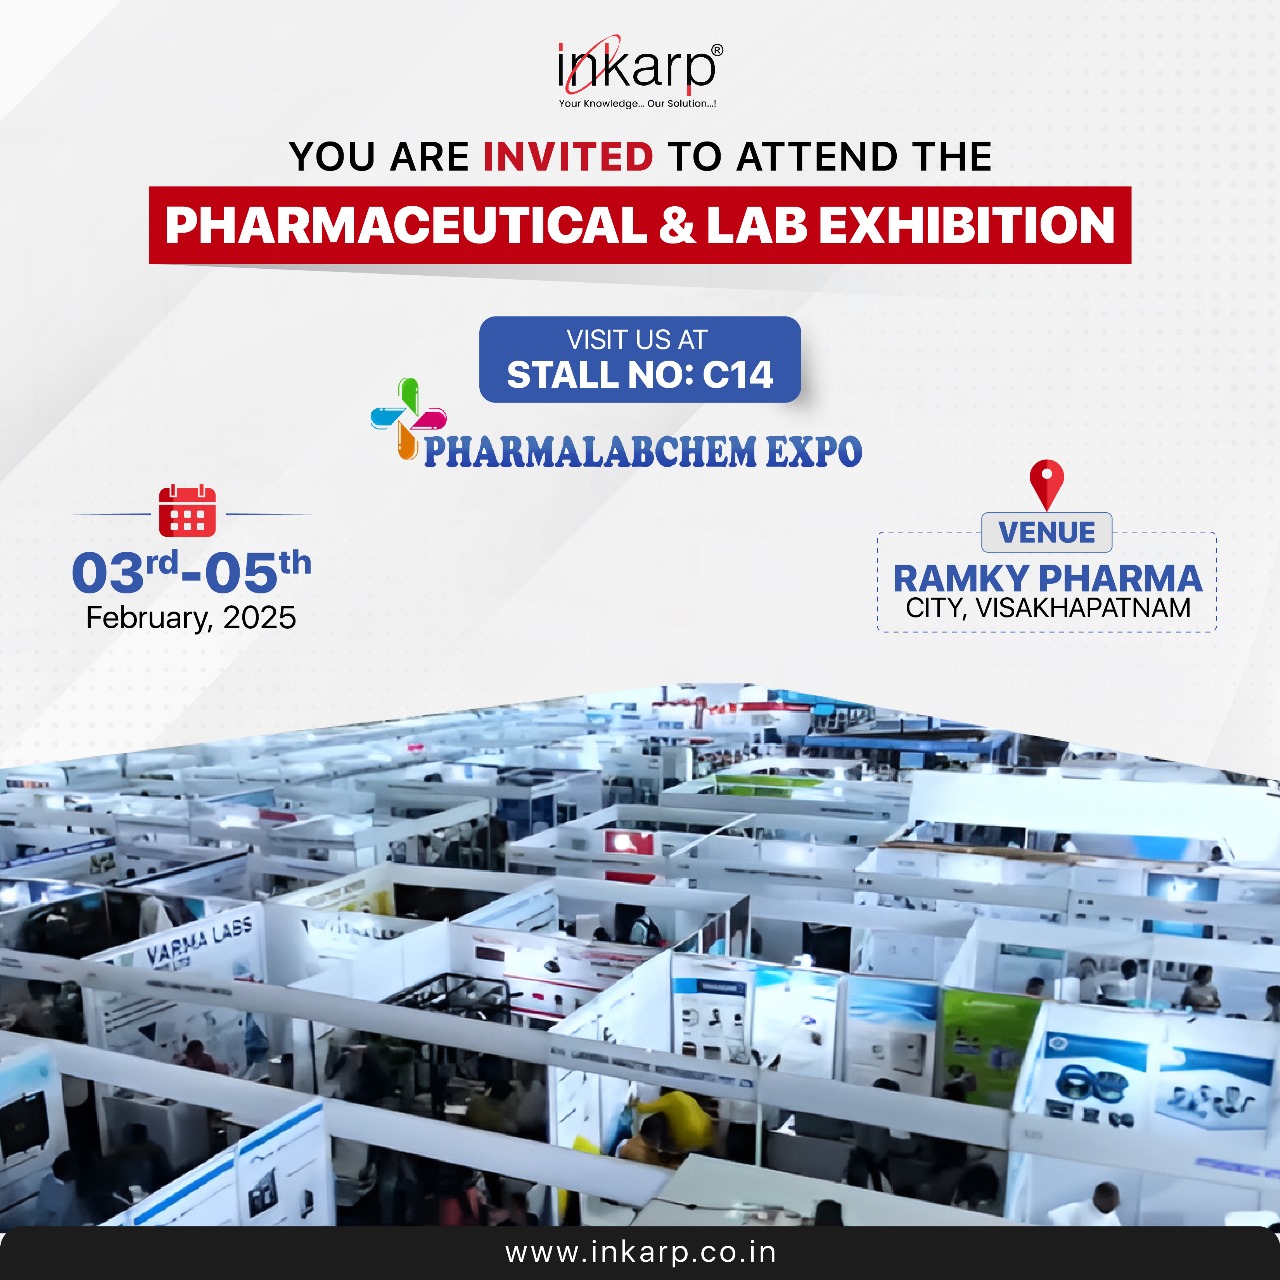 inkarp®
Your Knowledge... Our Solution...!
YOU ARE INVITED TO ATTEND THE
PHARMACEUTICAL & LAB EXHIBITION
VISIT US AT
STALL NO: C14
PHARMALABCHEM EXPO
03rd-05th
February, 2025
VENUE
RAMKY PHARMA
CITY, VISAKHAPATNAM
VARMA LABS
www.inkarp.co.in